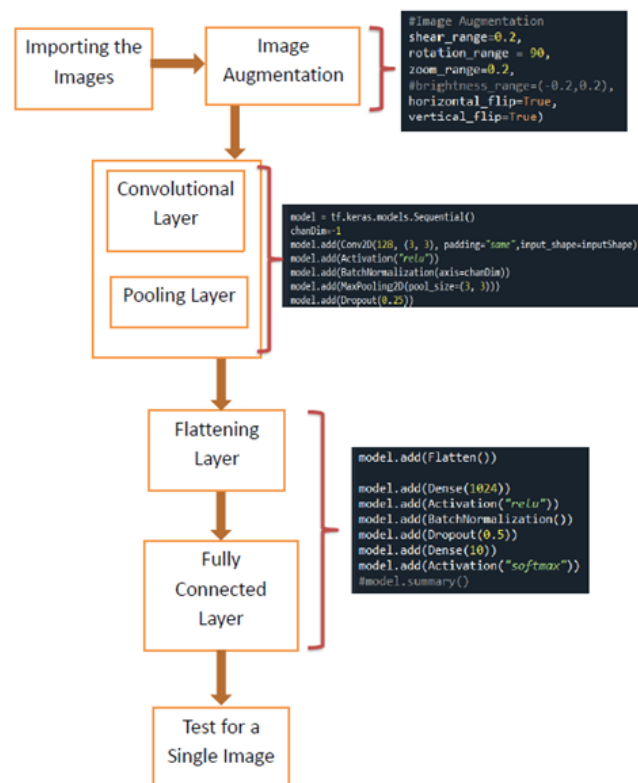 Importing the
Images
Image
Augmentation
#Image Augmentation
shear_range=0.2,
rotation_range = 90,
zoom_range=0.2,
#brightness_range=(-0.2,0.2),
horizontal_flip=True,
vertical_flip=True)
Convolutional
Layer
Pooling Layer
model = tf.keras.models.Sequential()
chanDim=-1
model.add(Conv2D(128, (3, 3), padding="same",input_shape=inputShape)
model.add(Activation("relu"))
model.add(BatchNormalization(axis=chanDim))
model.add(MaxPooling2D(pool_size=(3, 3)))
model.add(Dropout(0.25))
Flattening
Layer
Fully
Connected
Layer
model.add(Flatten())
model.add(Dense(1024))
model.add(Activation("relu"))
model.add(BatchNormalization())
model.add(Dropout(0.5))
model.add(Dense(10))
model.add(Activation("softmax"))
#model.summary()
Test for a
Single Image